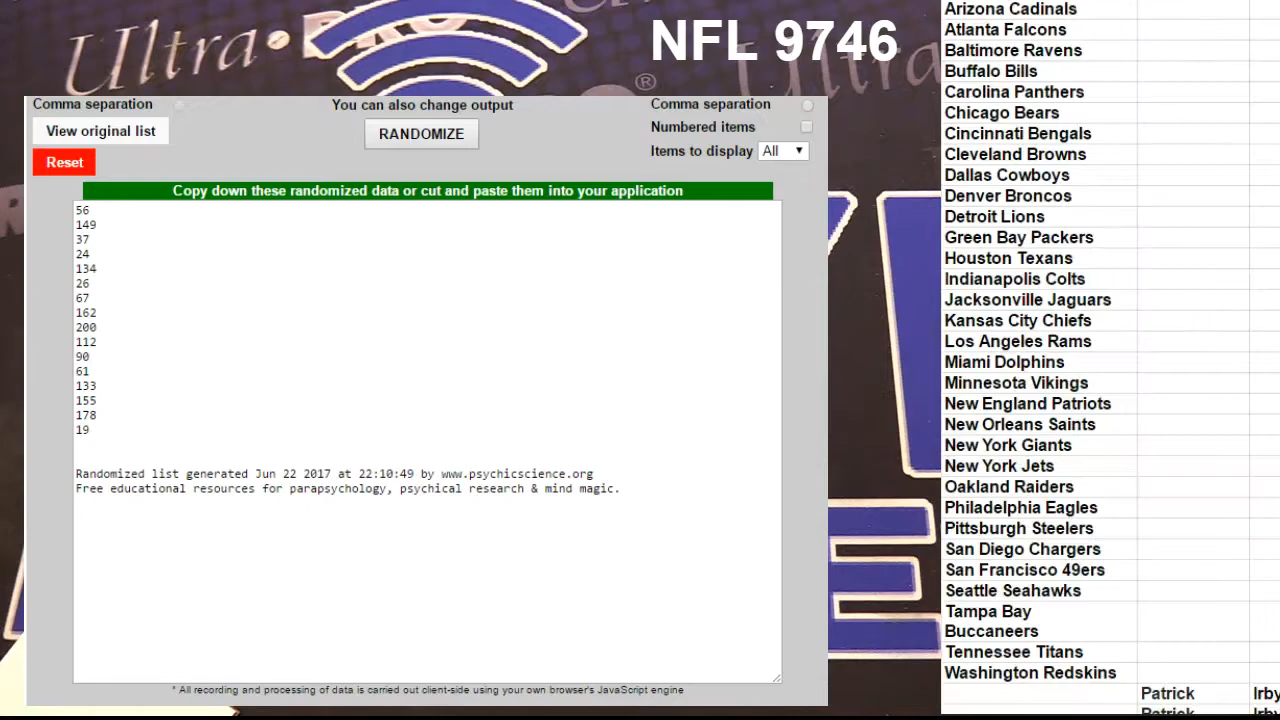 Ultra PRO
NFL 9746
Comma separation
You can also change output
Comma separation
View original list
RANDOMIZE
Numbered items
Items to display All
Reset
Copy down these randomized data or cut and paste them into your application
56
149
37
24
134
26
67
162
200
112
90
61
133
155
178
19
Randomized list generated Jun 22 2017 at 22:10:49 by www.psychicscience.org
Free educational resources for parapsychology, psychical research & mind magic.
* All recording and processing of data is carried out client-side using your own browser's JavaScript engine
Arizona Cadinals
Atlanta Falcons
Baltimore Ravens
Buffalo Bills
Carolina Panthers
Chicago Bears
Cincinnati Bengals
Cleveland Browns
Dallas Cowboys
Denver Broncos
Detroit Lions
Green Bay Packers
Houston Texans
Indianapolis Colts
Jacksonville Jaguars
Kansas City Chiefs
Los Angeles Rams
Miami Dolphins
Minnesota Vikings
New England Patriots
New Orleans Saints
New York Giants
New York Jets
Oakland Raiders
Philadelphia Eagles
Pittsburgh Steelers
San Diego Chargers
San Francisco 49ers
Seattle Seahawks
Tampa Bay
Buccaneers
Tennessee Titans
Washington Redskins
Patrick Irby
Patrick